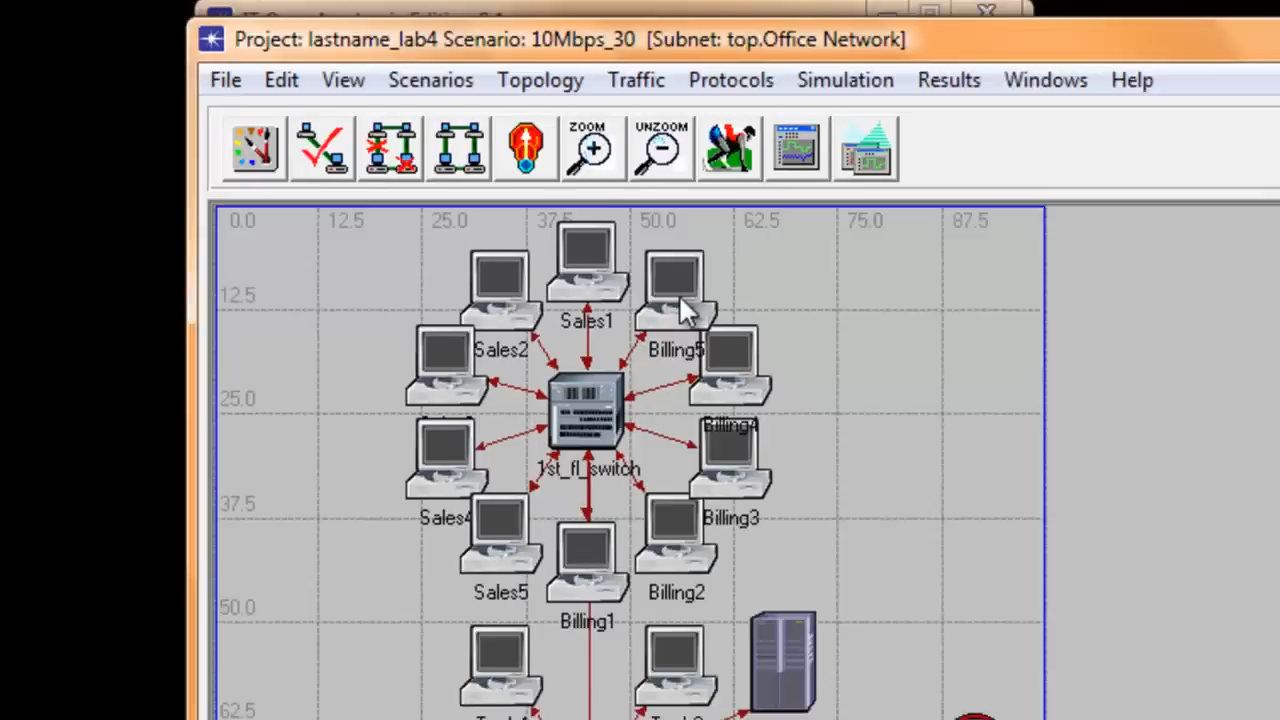 Project: lastname_lab4 Scenario: 10Mbps_30 [Subnet: top.Office Network]
File Edit View Scenarios Topology Traffic Protocols Simulation Results Windows Help
ZOOM UNZOOM
0.0 12.5 25.0 37.5 50.0 62.5 75.0 87.5
12.5
Sales1
Sales2 Billing5
25.0
Billing4
1st_fl_switch
37.5
Sales4 Billing3
Sales5 Billing2
50.0
Billing1
62.5